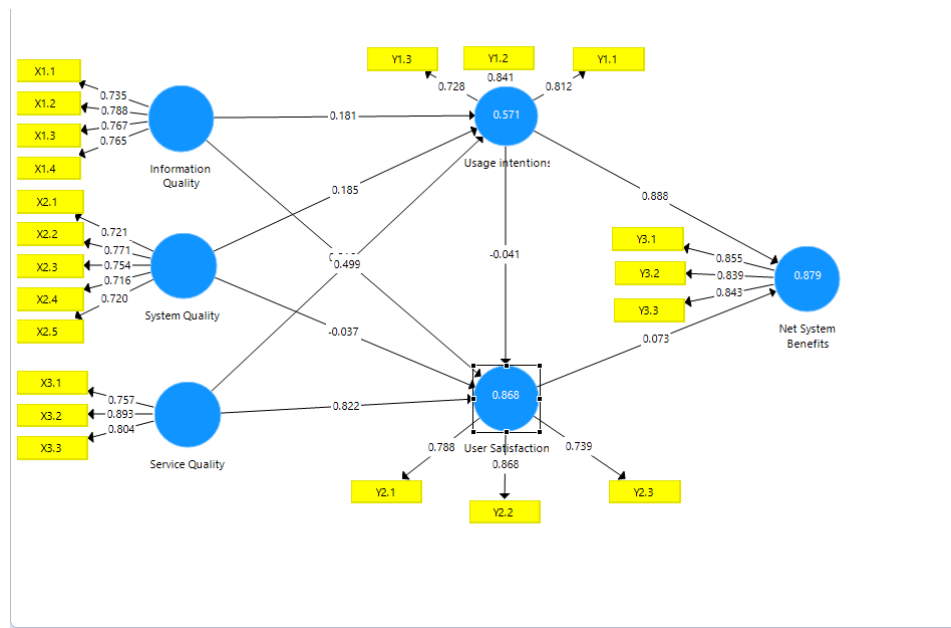 Y1.3
Y1.2
Y1.1
X1.1
X1.2
X1.3
X1.4
0.735
0.788
0.767
0.765
0.728
0.841
0.812
0.571
0.181
Information
Quality
Usage intentions
X2.1
X2.2
X2.3
X2.4
X2.5
0.721
0.771
0.754
0.716
0.720
0.185
0.888
System Quality
0.499
-0.041
-0.037
Y3.1
Y3.2
Y3.3
0.855
0.839
0.843
0.879
Net System
Benefits
0.073
X3.1
X3.2
X3.3
0.757
0.893
0.804
0.822
0.868
Service Quality
User Satisfaction
0.788
0.868
0.739
Y2.1
Y2.2
Y2.3